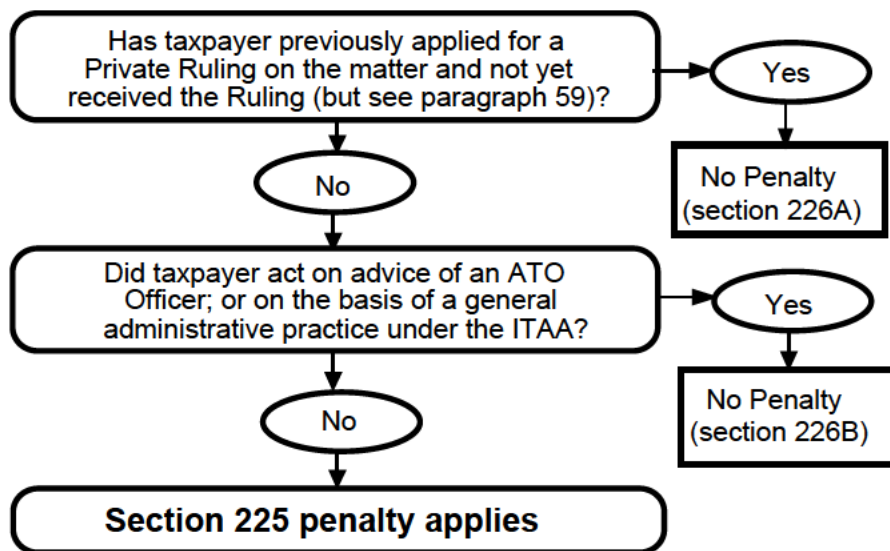 Has taxpayer previously applied for a
Private Ruling on the matter and not yet
received the Ruling (but see paragraph 59)?
Yes
No Penalty
(section 226A)
No
Did taxpayer act on advice of an ATO
Officer; or on the basis of a general
administrative practice under the ITAA?
Yes
No Penalty
(section 226B)
No
Section 225 penalty applies